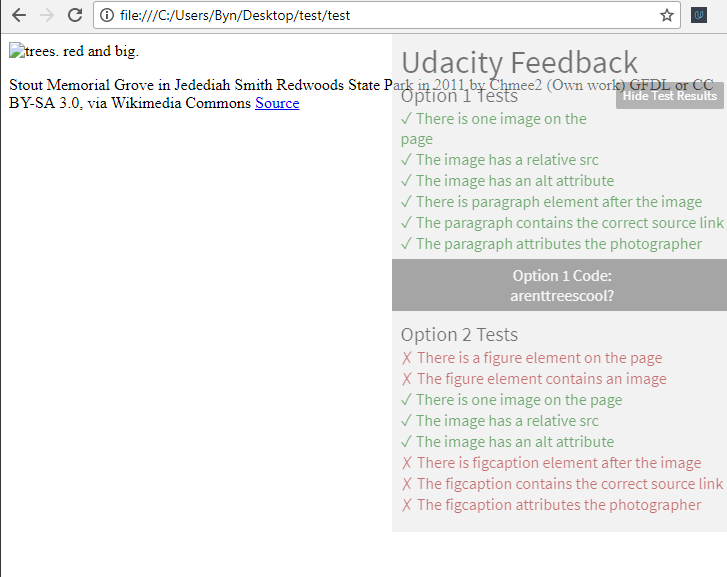 file:///C:/Users/Byn/Desktop/test/test
trees. red and big.
Stout Memorial Grove in Jedediah Smith Redwoods State Park in 2011 by Chmee2 (Own work) GFDL or CC
BY-SA 3.0, via Wikimedia Commons Source
Udacity Feedback
Hide Test Results
Option 1 Tests
✓ There is one image on the
page
✓ The image has a relative src
✓ The image has an alt attribute
✓ There is paragraph element after the image
✓ The paragraph contains the correct source link
✓ The paragraph attributes the photographer
Option 1 Code:
arenttreescool?
Option 2 Tests
✗ There is a figure element on the page
✗ The figure element contains an image
✓ There is one image on the page
✓ The image has a relative src
✓ The image has an alt attribute
✗ There is figcaption element after the image
✗ The figcaption contains the correct source link
✗ The figcaption attributes the photographer